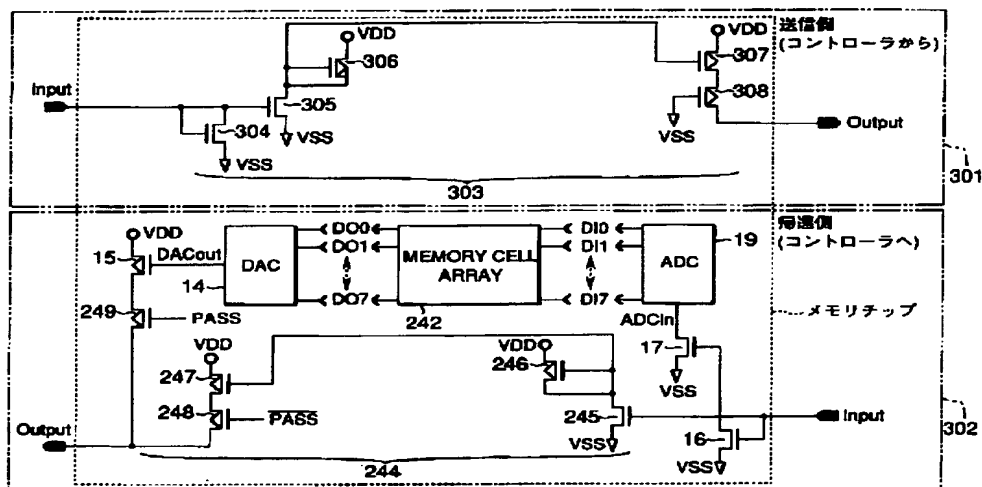 送信側
(コントローラから)
VDD
306
VDD
307
Input
305
308
304
VSS
VSS
VSS
Output
303
301
帰還側
(コントローラへ)
VDD
15
DACout
14
DAC
DO0
DO1
DO7
MEMORY CELL
ARRAY
242
DI0
DI1
DI7
19
ADC
メモリチップ
249
PASS
ADCin
17
VSS
VDD
247
VDD
246
248
PASS
245
VSS
Output
Input
16
VSS
302
244